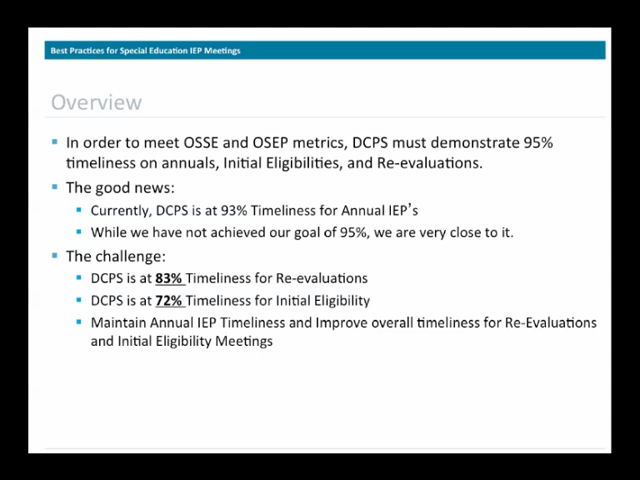 Best Practices for Special Education IEP Meetings
Overview
In order to meet OSSE and OSEP metrics, DCPS must demonstrate 95%
timeliness on annuals, Initial Eligibilities, and Re-evaluations.
The good news:
Currently, DCPS is at 93% Timeliness for Annual IEP's
While we have not achieved our goal of 95%, we are very close to it.
The challenge:
DCPS is at 83% Timeliness for Re-evaluations
DCPS is at 72% Timeliness for Initial Eligibility
Maintain Annual IEP Timeliness and Improve overall timeliness for Re-Evaluations
and Initial Eligibility Meetings